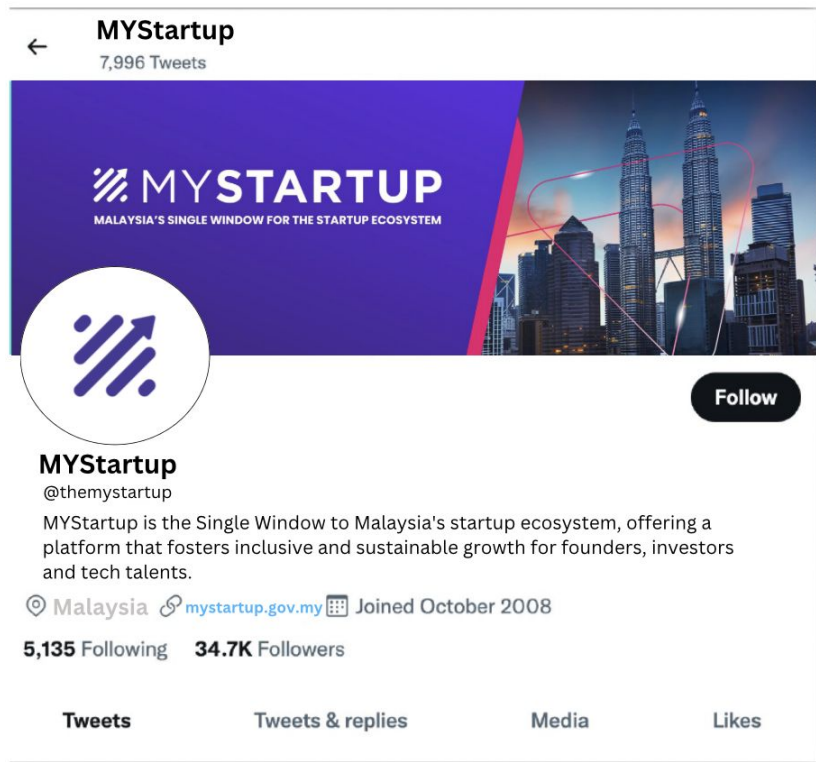 MYStartup
7,996 Tweets
MYSTARTUP
MALAYSIA'S SINGLE WINDOW FOR THE STARTUP ECOSYSTEM
Follow
MYStartup
@themystartup
MYStartup is the Single Window to Malaysia's startup ecosystem, offering a
platform that fosters inclusive and sustainable growth for founders, investors
and tech talents.
Malaysia mystartup.gov.my Joined October 2008
5,135 Following 34.7K Followers
Tweets Tweets & replies Media Likes